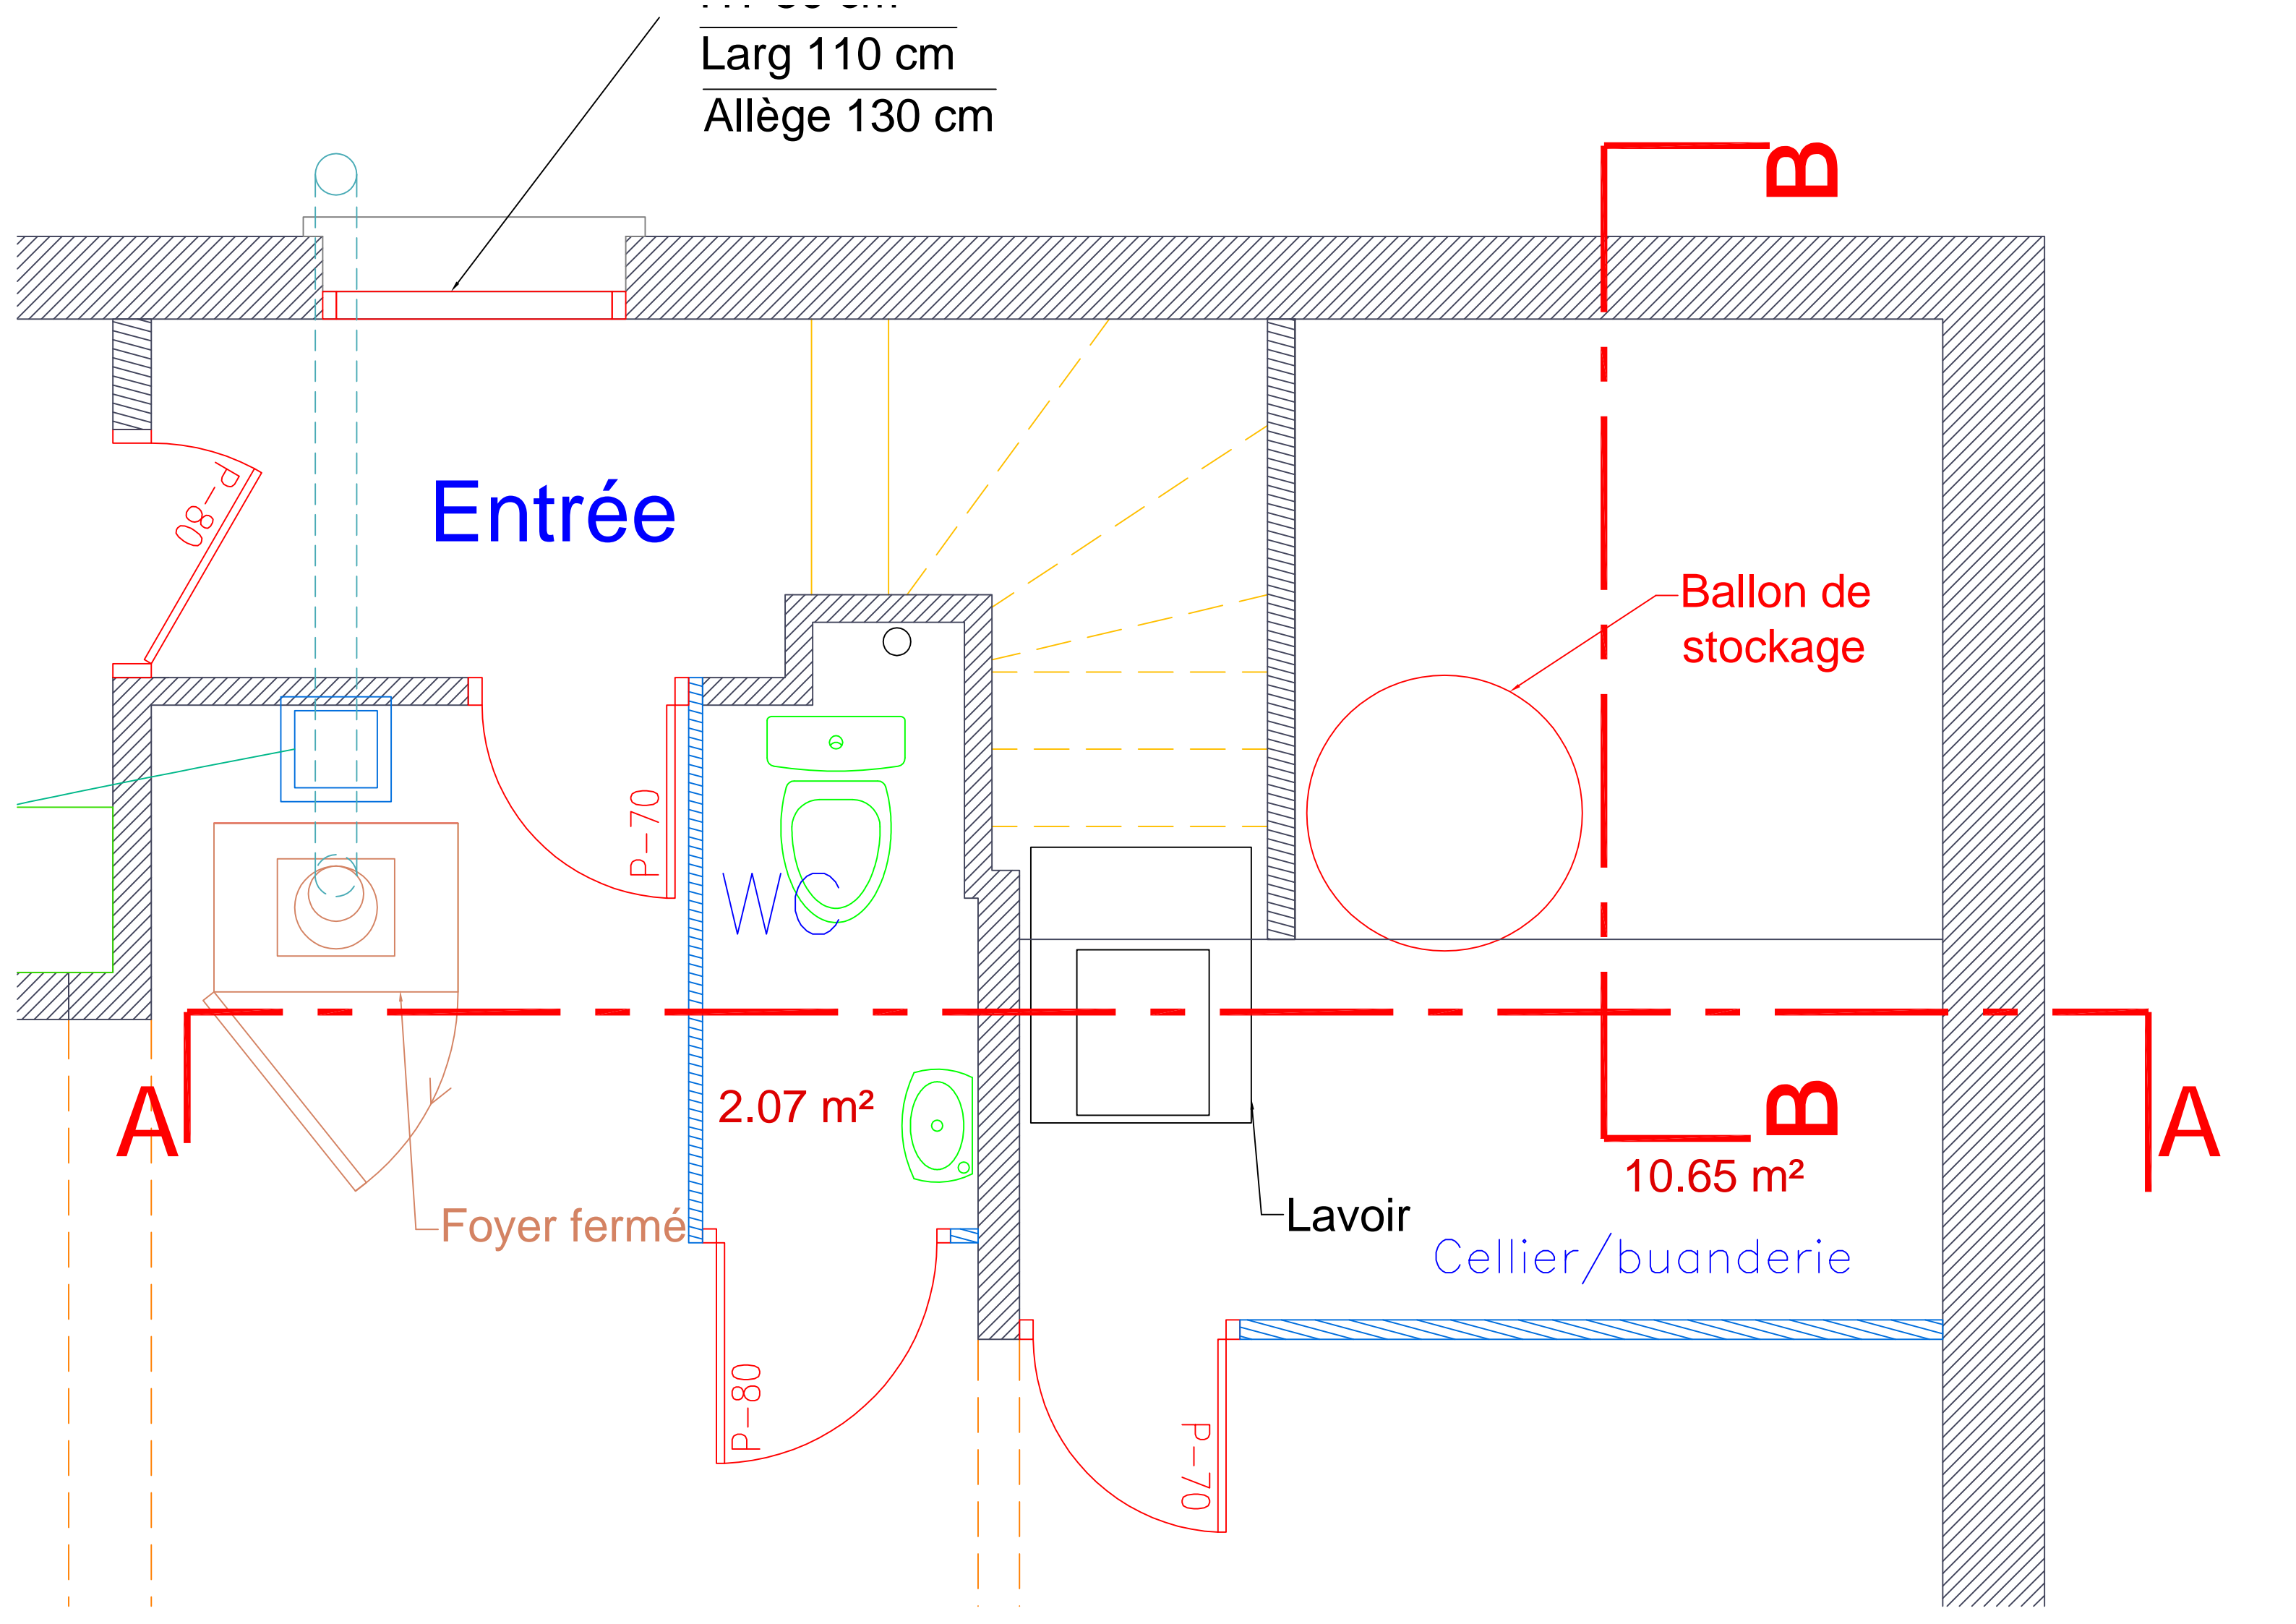 Larg 110 cm
Allège 130 cm
B
P-80
Entrée
Ballon de
stockage
P-70
WC
A
2.07 m²
B
A
10.65 m²
Foyer fermé
Lavoir
Cellier/buanderie
P-80
P-70